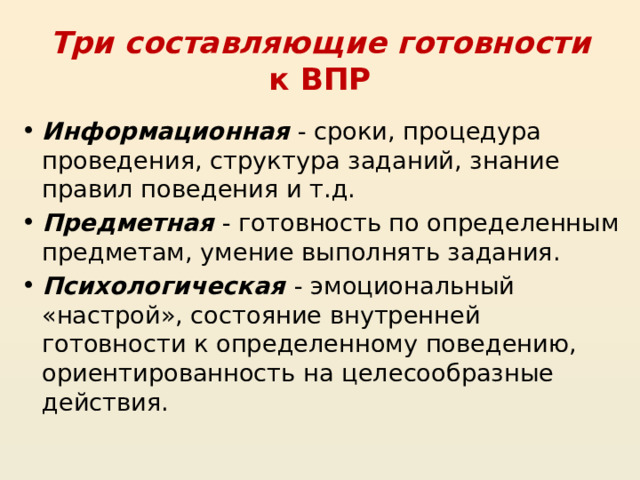 Три составляющие готовности
к ВПР
• Информационная - сроки, процедура
проведения, структура заданий, знание
правил поведения и т.д.
• Предметная - готовность по определенным
предметам, умение выполнять задания.
• Психологическая - эмоциональный
«настрой», состояние внутренней
готовности к определенному поведению,
ориентированность на целесообразные
действия.